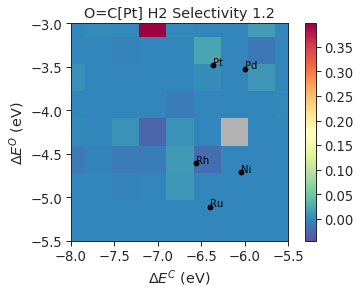 O=C[Pt] H2 Selectivity 1.2
−3.0
−3.5
−4.0
−4.5
−5.0
−5.5
ΔE^O (eV)
Pt
Pd
Rh
Ni
Ru
−8.0 −7.5 −7.0 −6.5 −6.0 −5.5
ΔE^C (eV)
0.35
0.30
0.25
0.20
0.15
0.10
0.05
0.00